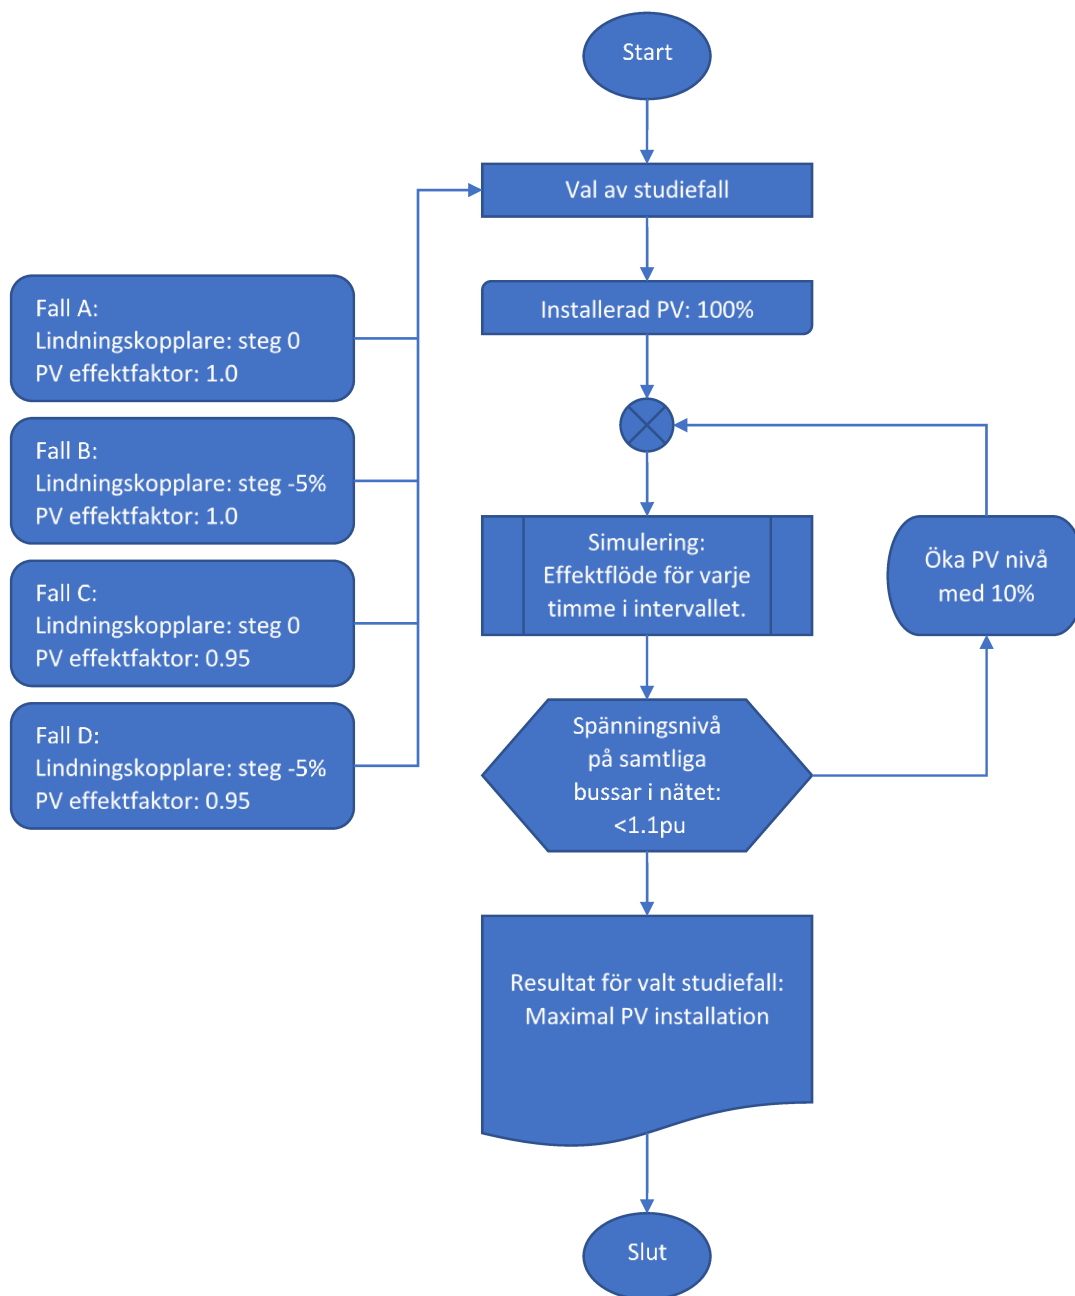 Start
Val av studiefall
Installerad PV: 100%
Fall A:
Lindningskopplare: steg 0
PV effektfaktor: 1.0
Fall B:
Lindningskopplare: steg -5%
PV effektfaktor: 1.0
Fall C:
Lindningskopplare: steg 0
PV effektfaktor: 0.95
Fall D:
Lindningskopplare: steg -5%
PV effektfaktor: 0.95
Simulering:
Effektflöde för varje
timme i intervallet.
Öka PV nivå
med 10%
Spänningsnivå
på samtliga
bussar i nätet:
<1.1pu
Resultat för valt studiefall:
Maximal PV installation
Slut